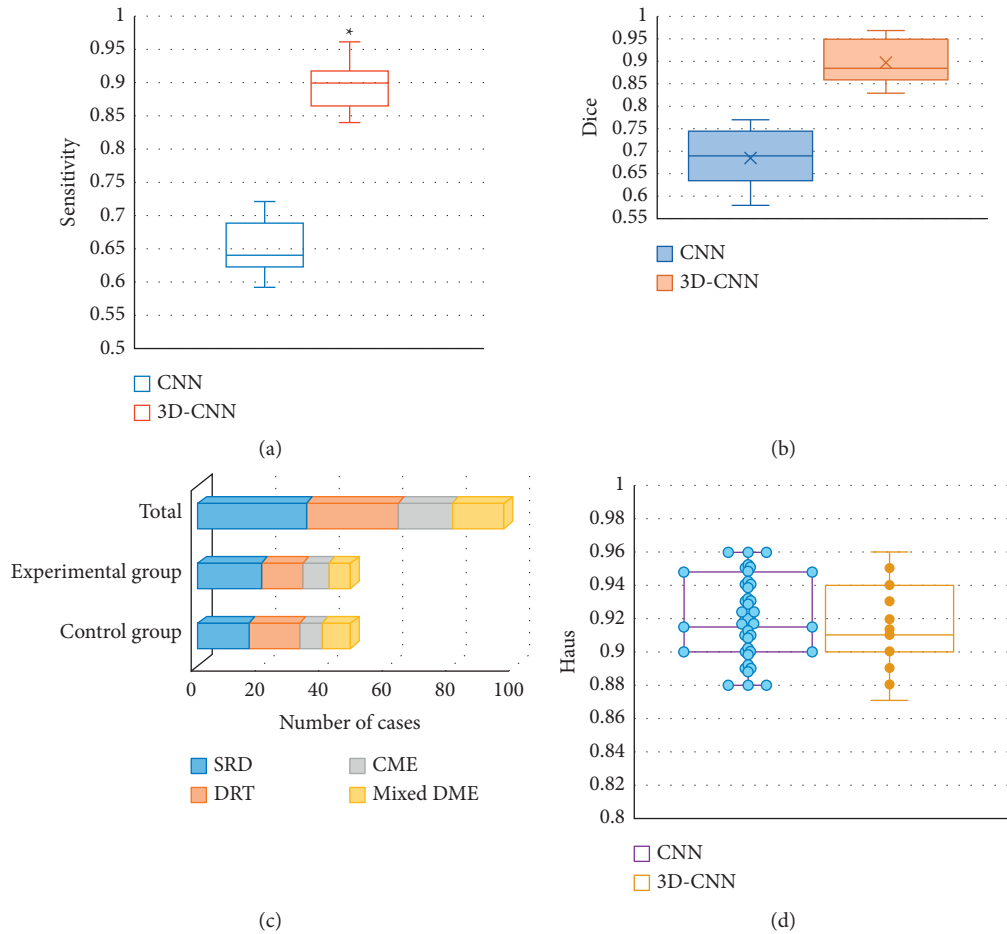 1
0.95
*
0.9
0.85
0.8
0.75
0.7
0.65
0.6
0.55
0.5
Sensitivity
CNN
3D-CNN
(a)
1
0.95
0.9
0.85
0.8
0.75
0.7
0.65
0.6
0.55
Dice
CNN
3D-CNN
(b)
Total
Experimental group
Control group
0 20 40 60 80 100
Number of cases
SRD CME
DRT Mixed DME
(c)
1
0.98
0.96
0.94
0.92
0.9
0.88
0.86
0.84
0.82
0.8
Haus
CNN
3D-CNN
(d)